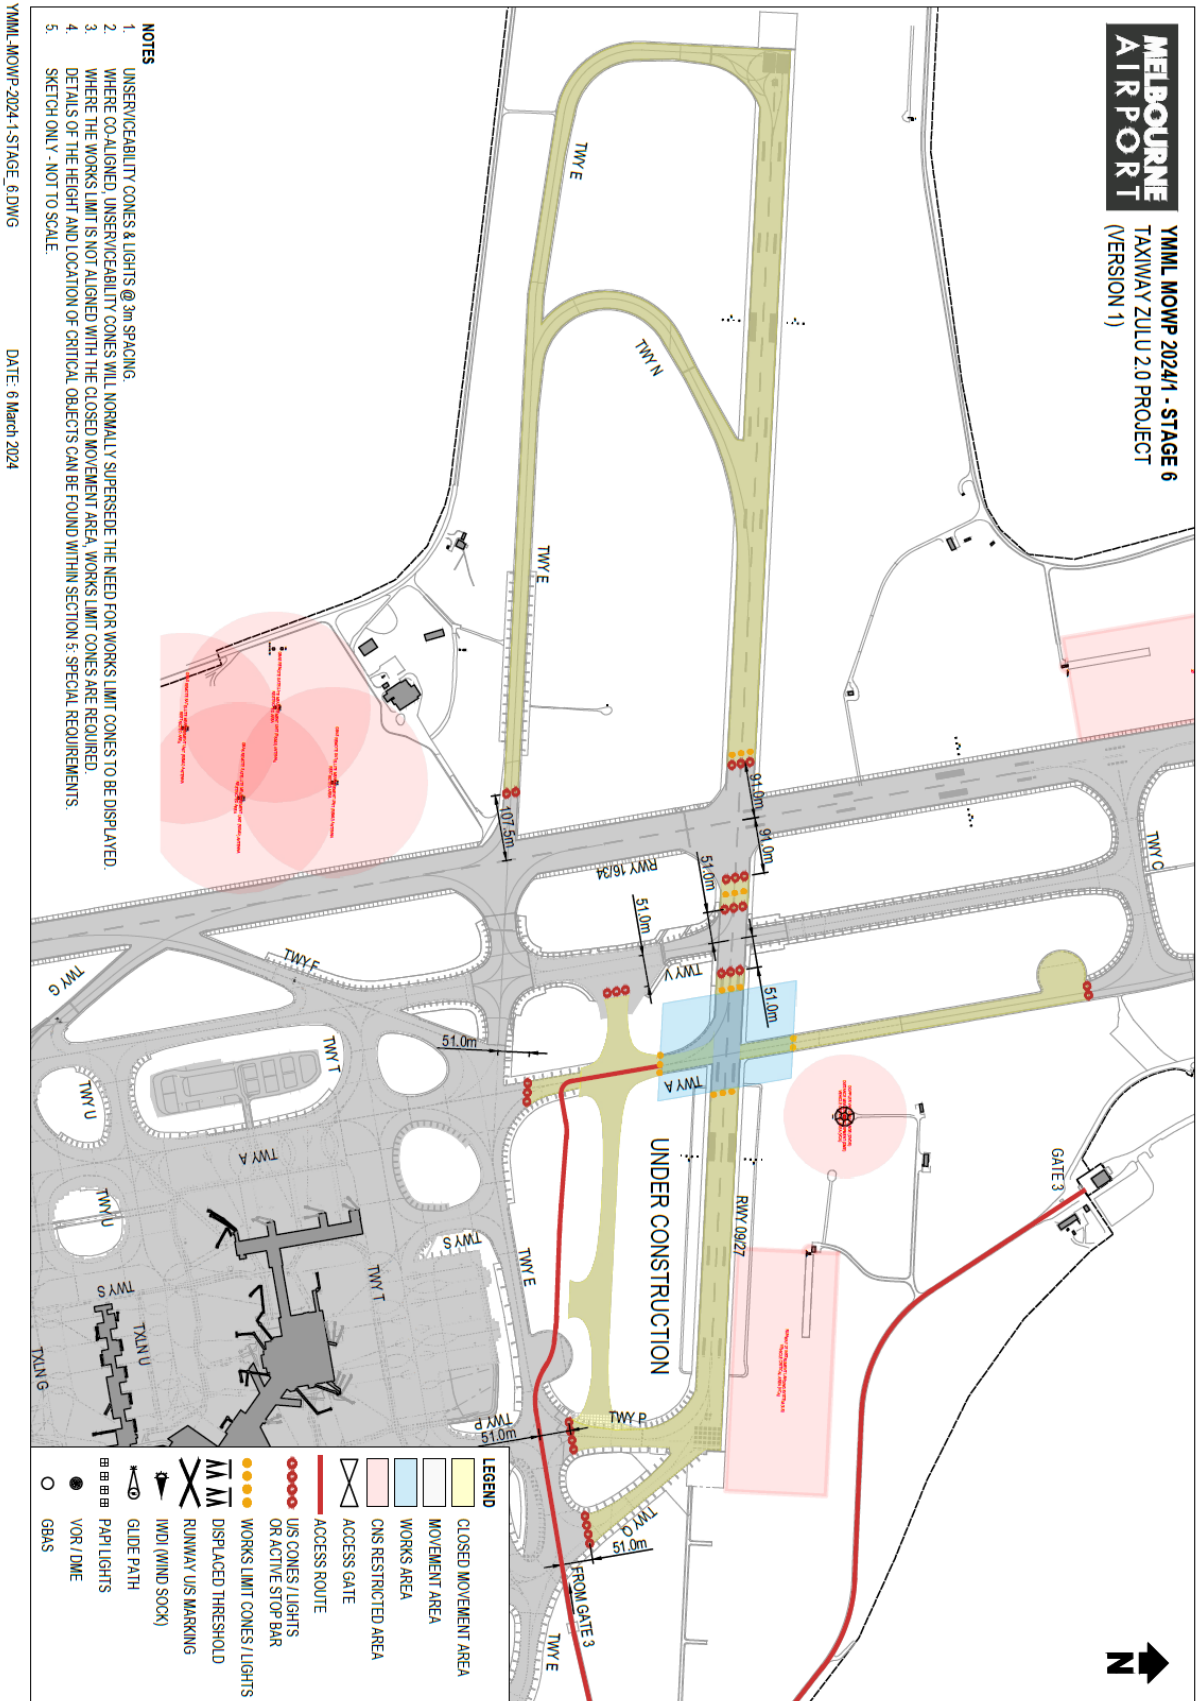 MELBOURNE
AIRPORT
YMML MOWP 2024/1 - STAGE 6
TAXIWAY ZULU 2.0 PROJECT
(VERSION 1)
N
TWY E
TWY N
TWY E
91.0m
91.0m
107.5m
RWY 16/34
51.0m
51.0m
51.0m
51.0m
TWY C
TWY V
TWY F
TWY G
TWY T
TWY U
TWY A
TWY A
TWY U
TWY S
TWY S
TWY T
TWY E
TXLN U
TXLN G
UNDER CONSTRUCTION
RWY 09/27
GATE 3
TWY P
TWY P
51.0m
TWY Q
51.0m
FROM GATE 3
TWY E
LEGEND
CLOSED MOVEMENT AREA
MOVEMENT AREA
WORKS AREA
CNS RESTRICTED AREA
ACCESS GATE
ACCESS ROUTE
US CONES / LIGHTS
OR ACTIVE STOP BAR
WORKS LIMIT CONES / LIGHTS
DISPLACED THRESHOLD
RUNWAY U/S MARKING
IWDI (WIND SOCK)
GLIDE PATH
PAPI LIGHTS
VOR / DME
GBAS
NOTES
1. UNSERVICEABILITY CONES & LIGHTS @ 3m SPACING.
2. WHERE CO-ALIGNED, UNSERVICEABILITY CONES WILL NORMALLY SUPERSEDE THE NEED FOR WORKS LIMIT CONES TO BE DISPLAYED.
3. WHERE THE WORKS LIMIT IS NOT ALIGNED WITH THE CLOSED MOVEMENT AREA, WORKS LIMIT CONES ARE REQUIRED.
4. DETAILS OF THE HEIGHT AND LOCATION OF CRITICAL OBJECTS CAN BE FOUND WITHIN SECTION 5: SPECIAL REQUIREMENTS.
5. SKETCH ONLY - NOT TO SCALE.
YMML-MOWP-2024-1-STAGE_6.DWG
DATE: 6 March 2024